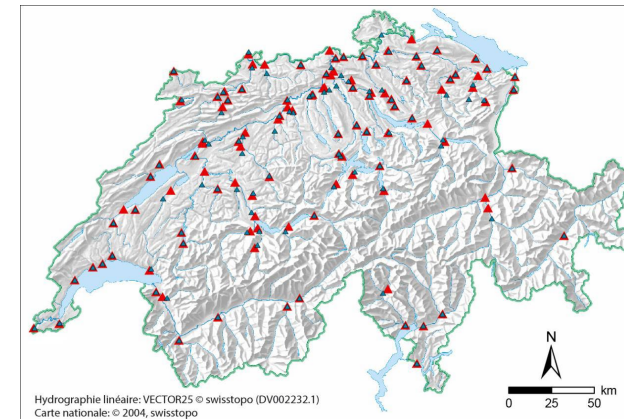 N
km
0 25 50
Hydrographie linéaire: VECTOR25 © swisstopo (DV002232.1)
Carte nationale: © 2004, swisstopo